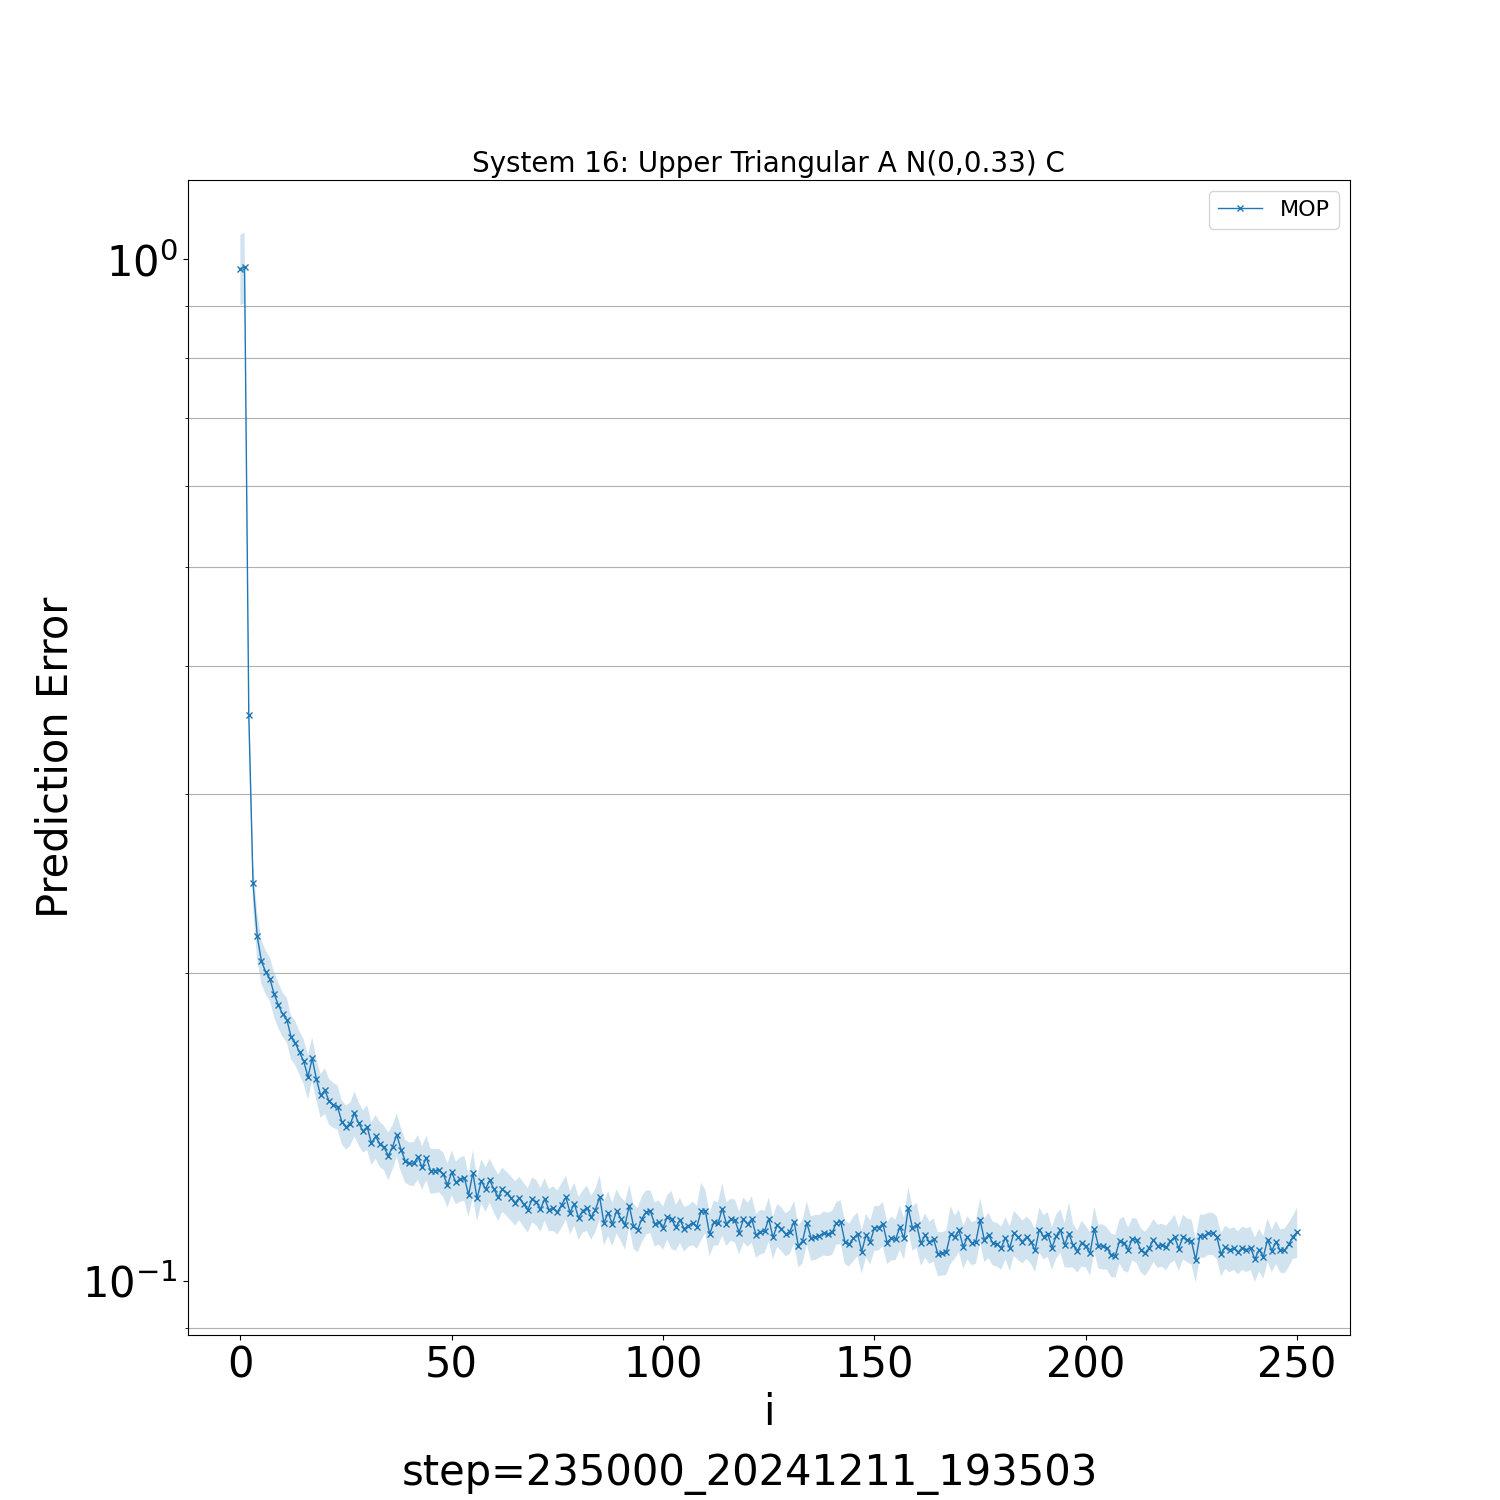 System 16: Upper Triangular A N(0,0.33) C
MOP
10⁰
Prediction Error
10⁻¹
0 50 100 150 200 250
i
step=235000_20241211_193503